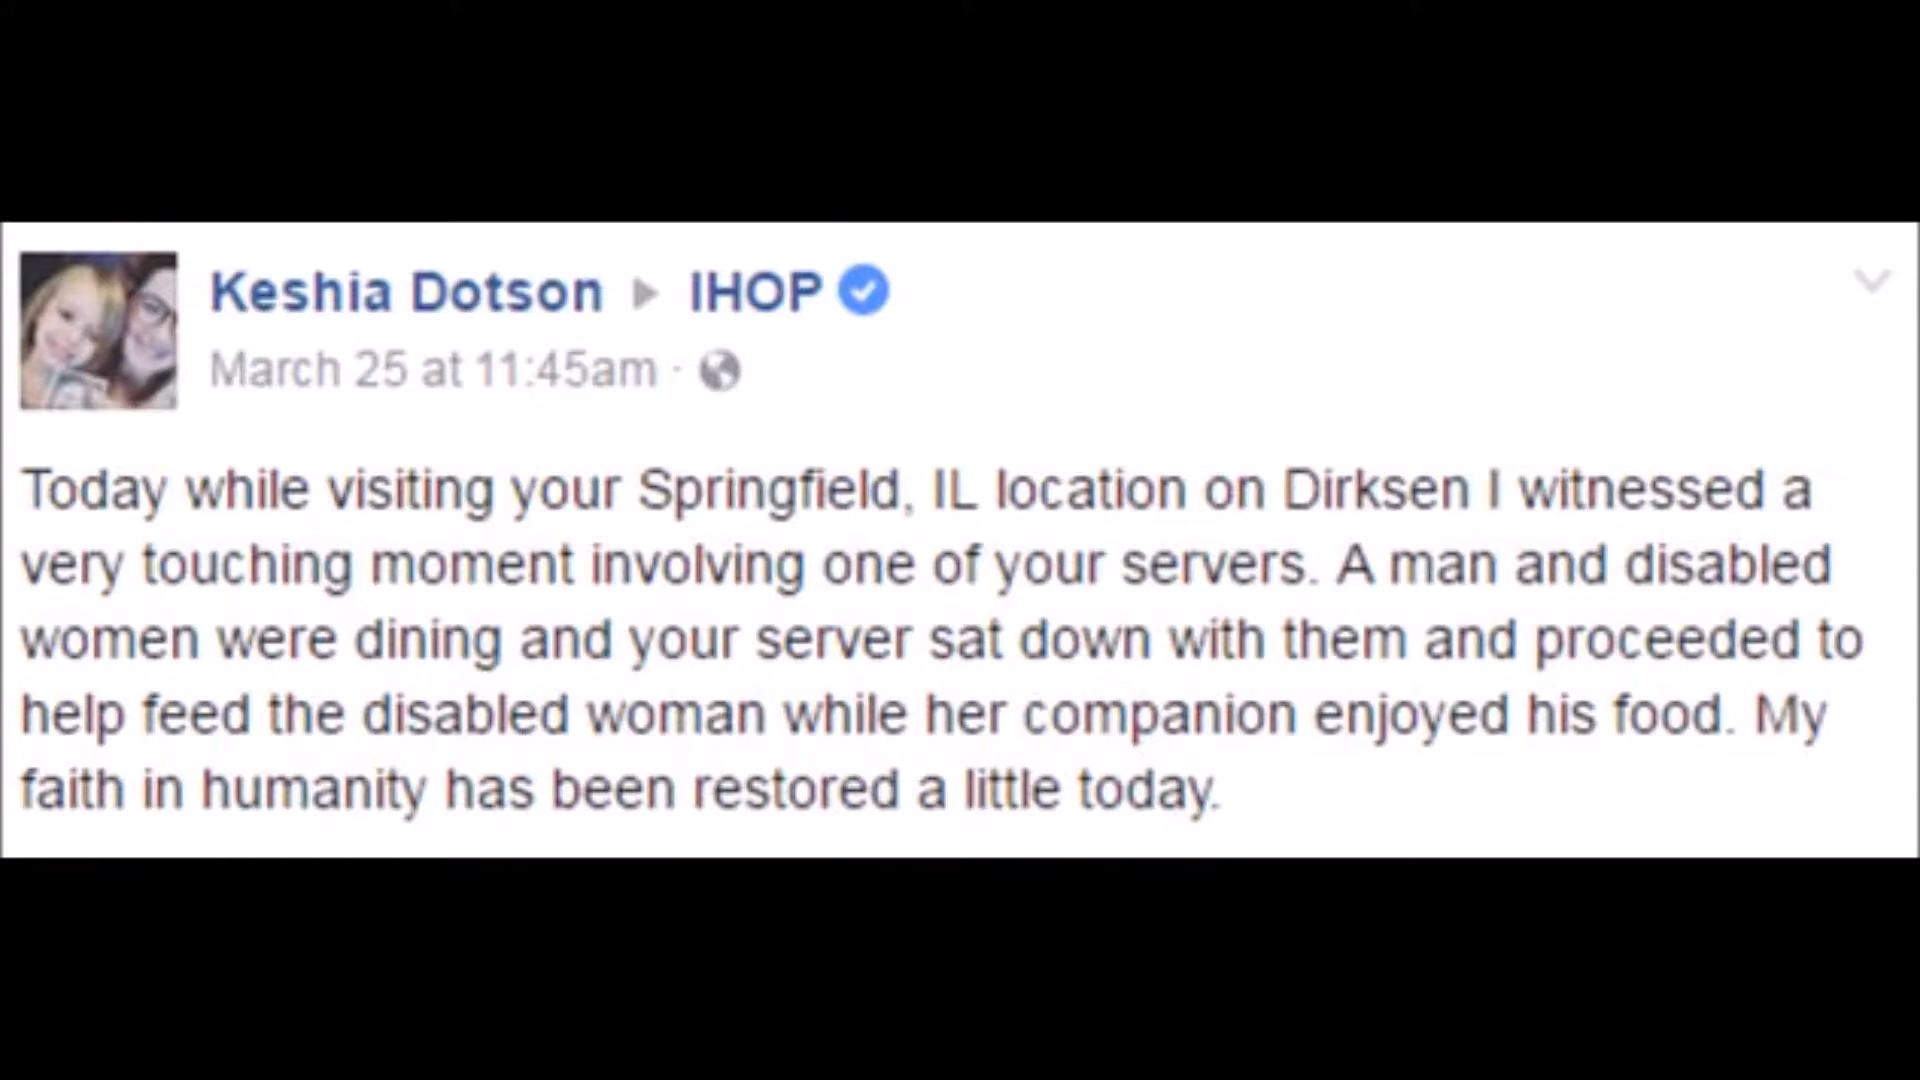 Keshia Dotson ▶ IHOP
March 25 at 11:45am ·
Today while visiting your Springfield, IL location on Dirksen I witnessed a
very touching moment involving one of your servers. A man and disabled
women were dining and your server sat down with them and proceeded to
help feed the disabled woman while her companion enjoyed his food. My
faith in humanity has been restored a little today.